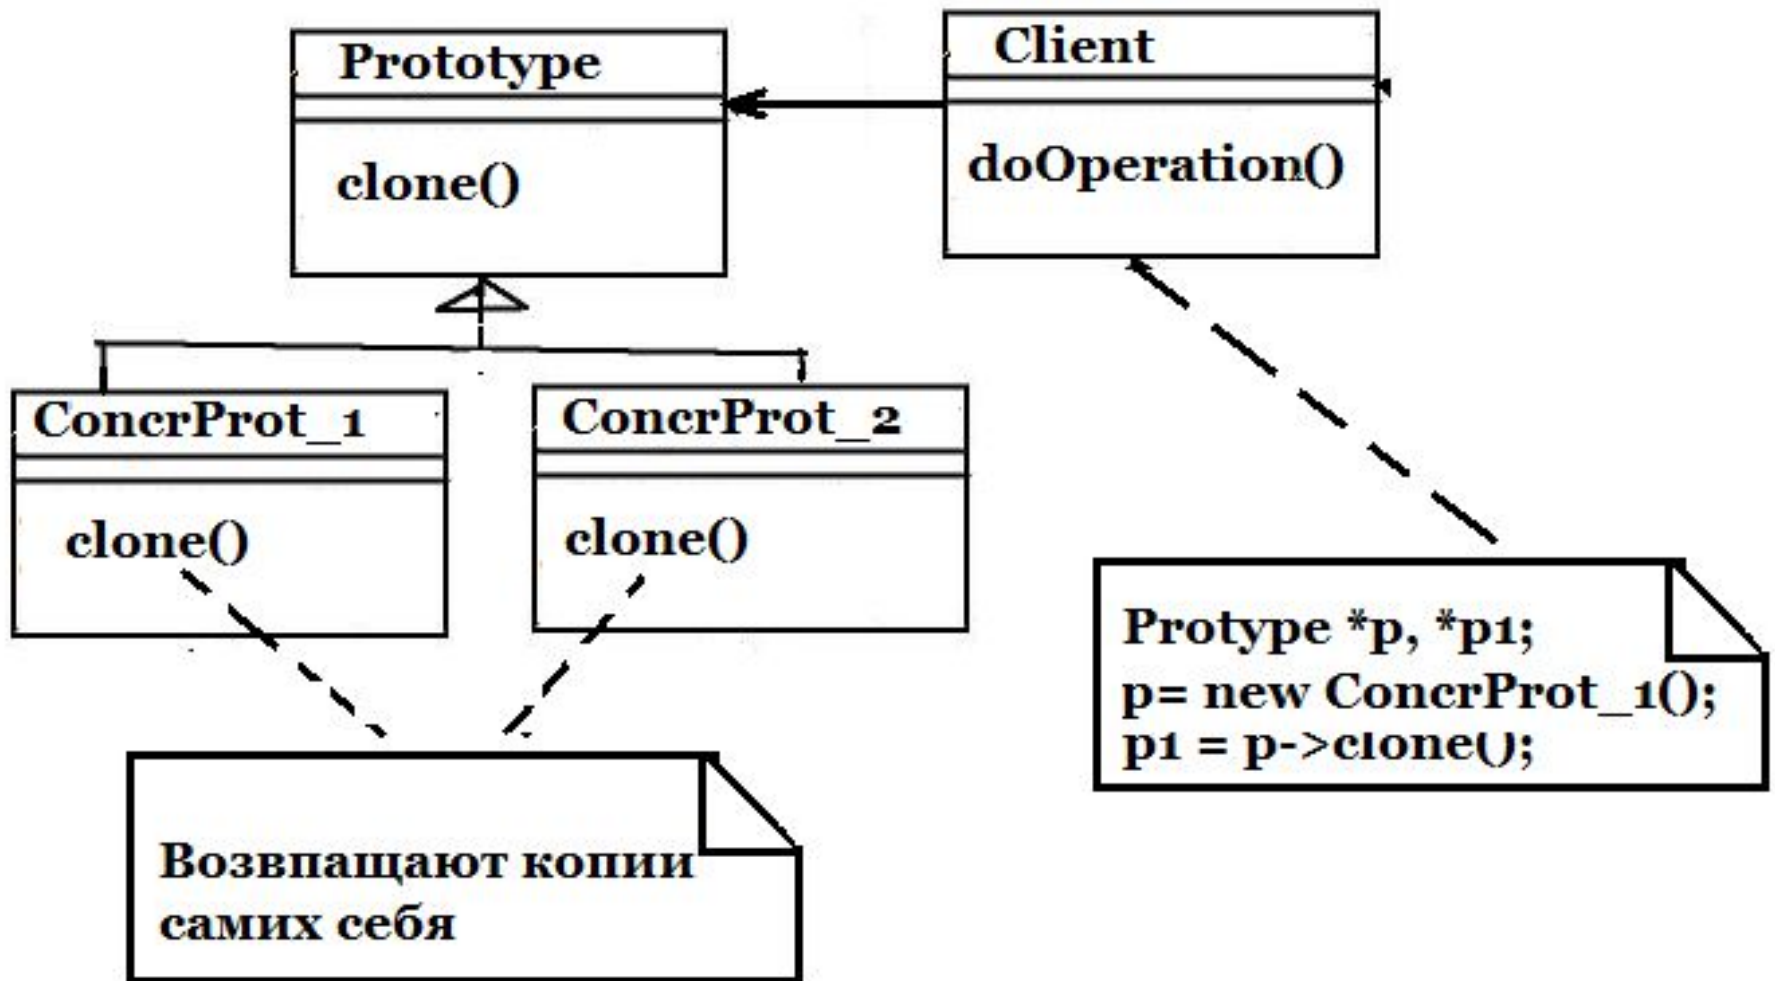 Prototype
clone()
Client
doOperation()
ConcrProt_1
clone()
ConcrProt_2
clone()
Protype *p, *p1;
p= new ConcrProt_1();
p1 = p->clone();
Возвпащают копии
самих себя